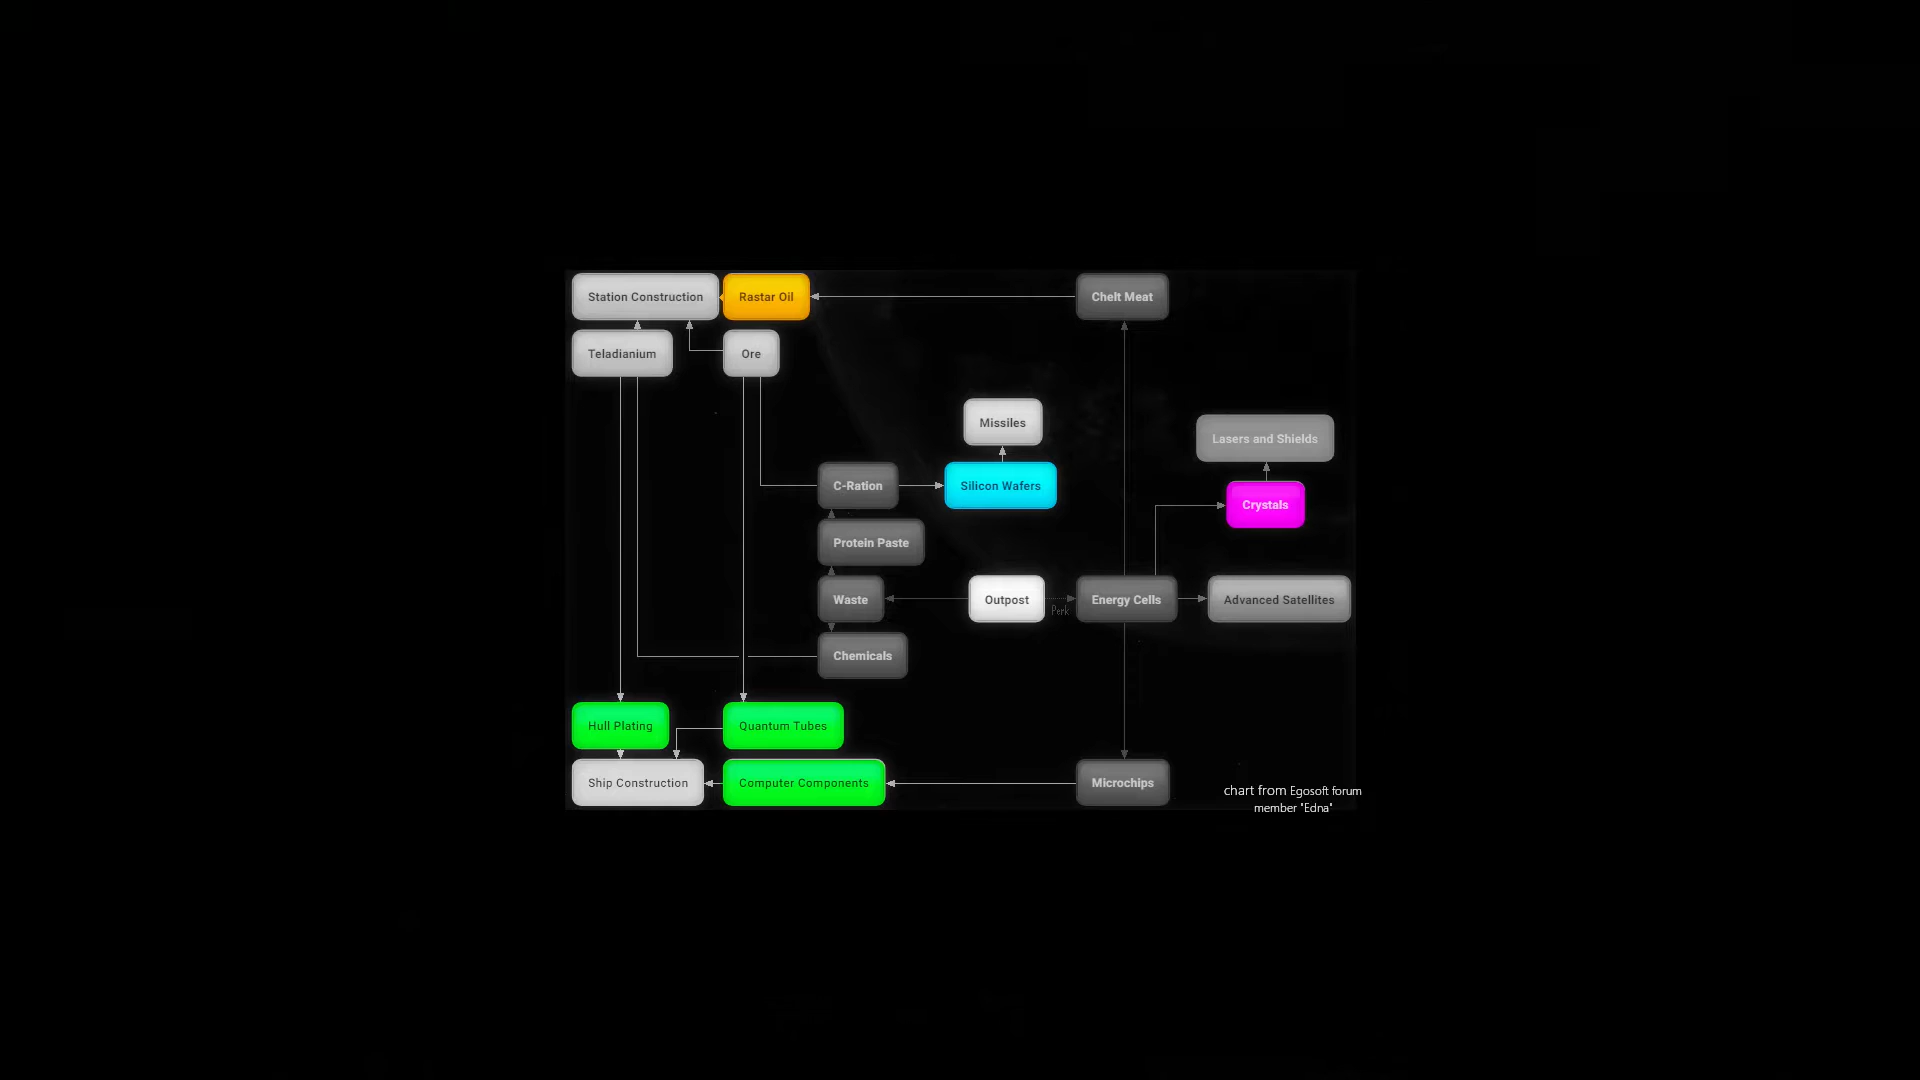 Station Construction
Rastar Oil
Chelt Meat
Teladianium
Ore
Missiles
Lasers and Shields
C-Ration
Silicon Wafers
Crystals
Protein Paste
Waste
Outpost
Perk
Energy Cells
Advanced Satellites
Chemicals
Hull Plating
Quantum Tubes
Ship Construction
Computer Components
Microchips
chart from Egosoft forum
member "Edna"